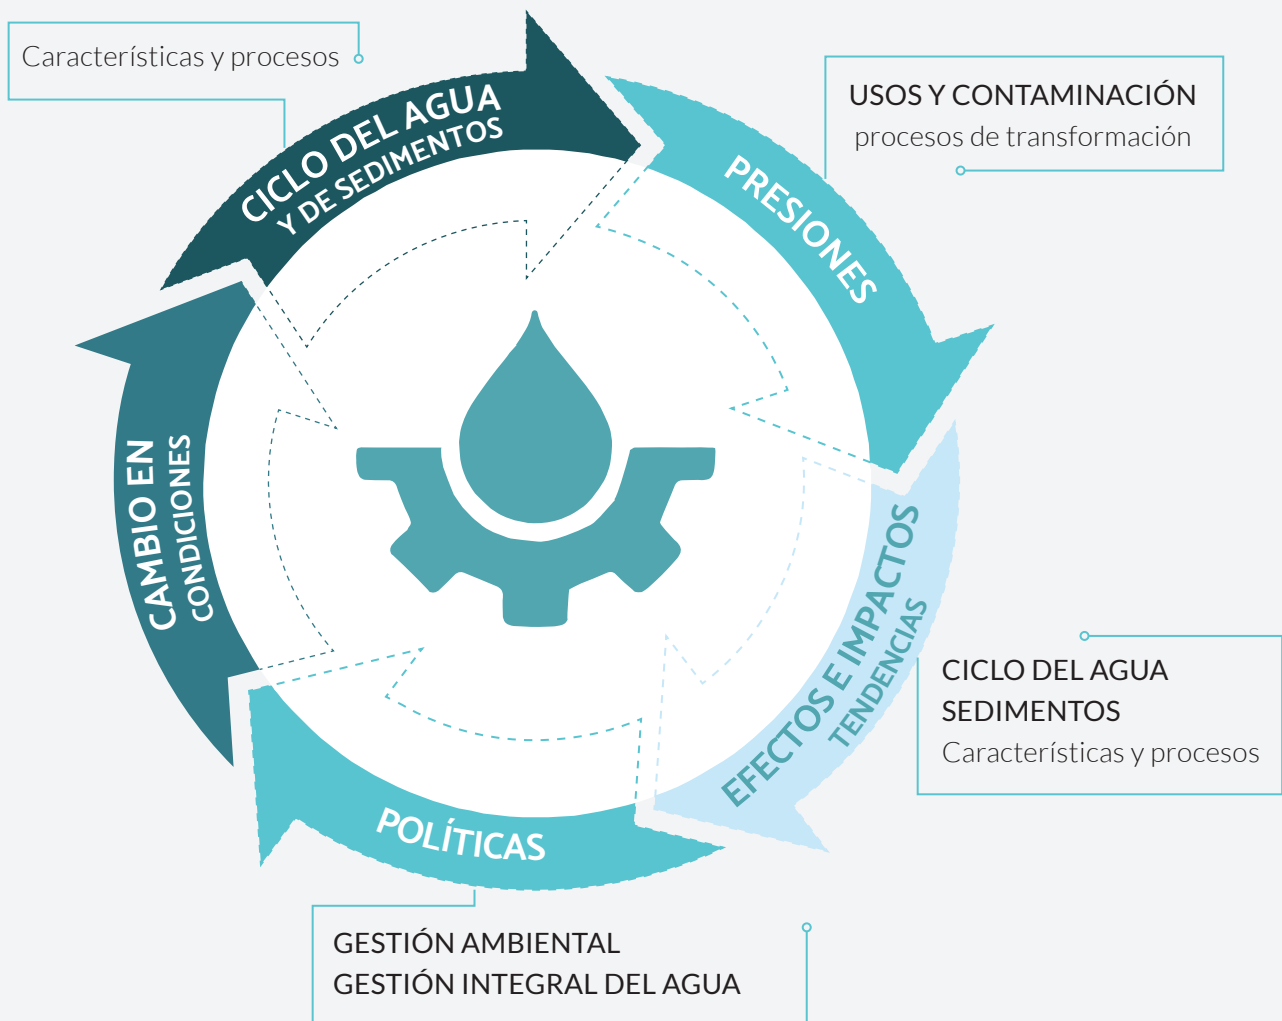 Características y procesos
CICLO DEL AGUA
Y DE SEDIMENTOS
USOS Y CONTAMINACIÓN
procesos de transformación
PRESIONES
EFECTOS E IMPACTOS
TENDENCIAS
CICLO DEL AGUA
SEDIMENTOS
Características y procesos
POLÍTICAS
GESTIÓN AMBIENTAL
GESTIÓN INTEGRAL DEL AGUA
CAMBIO EN
CONDICIONES